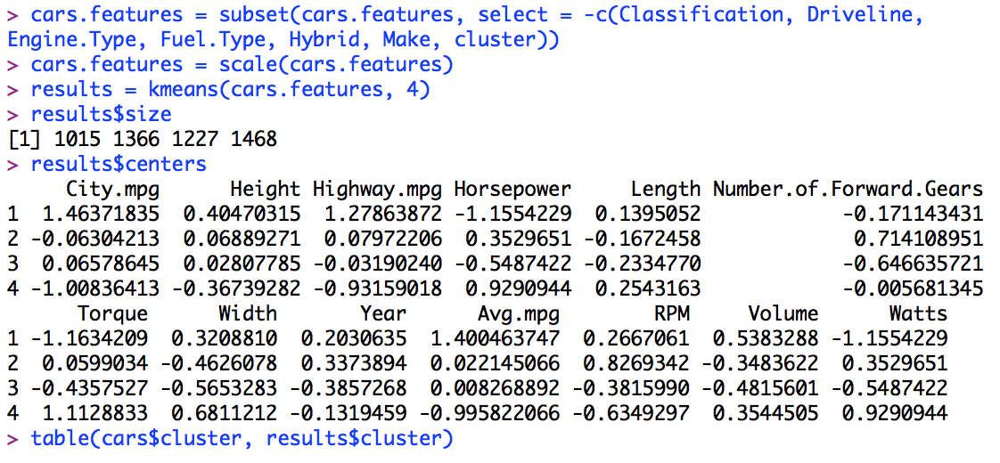 > cars.features = subset(cars.features, select = -c(Classification, Driveline,
Engine.Type, Fuel.Type, Hybrid, Make, cluster))
> cars.features = scale(cars.features)
> results = kmeans(cars.features, 4)
> results$size
[1] 1015 1366 1227 1468
> results$centers
City.mpg Height Highway.mpg Horsepower Length Number.of.Forward.Gears
1 1.46371835 0.40470315 1.27863872 -1.1554229 0.1395052 -0.171143431
2 -0.06304213 0.06889271 0.07972206 0.3529651 -0.1672458 0.714108951
3 0.06578645 0.02807785 -0.03190240 -0.5487422 -0.2334770 -0.646635721
4 -1.00836413 -0.36739282 -0.93159018 0.9290944 0.2543163 -0.005681345
Torque Width Year Avg.mpg RPM Volume Watts
1 -1.1634209 0.3208810 0.2030635 1.400463747 0.2667061 0.5383288 -1.1554229
2 0.0599034 -0.4626078 0.3373894 0.022145066 0.8269342 -0.3483622 0.3529651
3 -0.4357527 -0.5653283 -0.3857268 0.008268892 -0.3815990 -0.4815601 -0.5487422
4 1.1128833 0.6811212 -0.1319459 -0.995822066 -0.6349297 0.3544505 0.9290944
> table(cars$cluster, results$cluster)